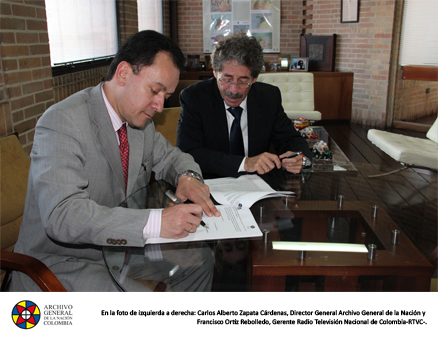 ARCHIVO
GENERAL
DE LA NACIÓN
COLOMBIA
En la foto de izquierda a derecha: Carlos Alberto Zapata Cárdenas, Director General Archivo General de la Nación y
Francisco Ortiz Rebolledo, Gerente Radio Televisión Nacional de Colombia-RTVC-.